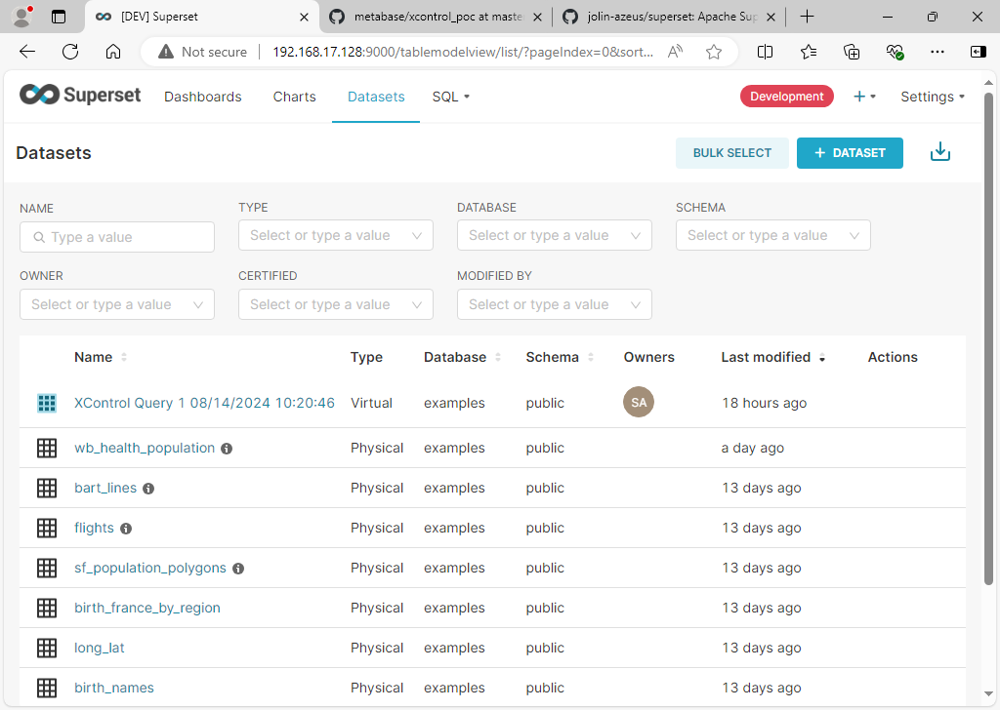 [DEV] Superset
metabase/xcontrol_poc at maste
jolin-azeus/superset: Apache Sup
Not secure
192.168.17.128:9000/tablemodelview/list/?pageIndex=0&sort...
Superset
Dashboards
Charts
Datasets
SQL
Development
Settings
Datasets
BULK SELECT
+ DATASET
NAME
TYPE
DATABASE
SCHEMA
Type a value
Select or type a value
Select or type a value
Select or type a value
OWNER
CERTIFIED
MODIFIED BY
Select or type a value
Select or type a value
Select or type a value
Name Type Database Schema Owners Last modified Actions
XControl Query 1 08/14/2024 10:20:46 Virtual examples public SA 18 hours ago
wb_health_population Physical examples public a day ago
bart_lines Physical examples public 13 days ago
flights Physical examples public 13 days ago
sf_population_polygons Physical examples public 13 days ago
birth_france_by_region Physical examples public 13 days ago
long_lat Physical examples public 13 days ago
birth_names Physical examples public 13 days ago